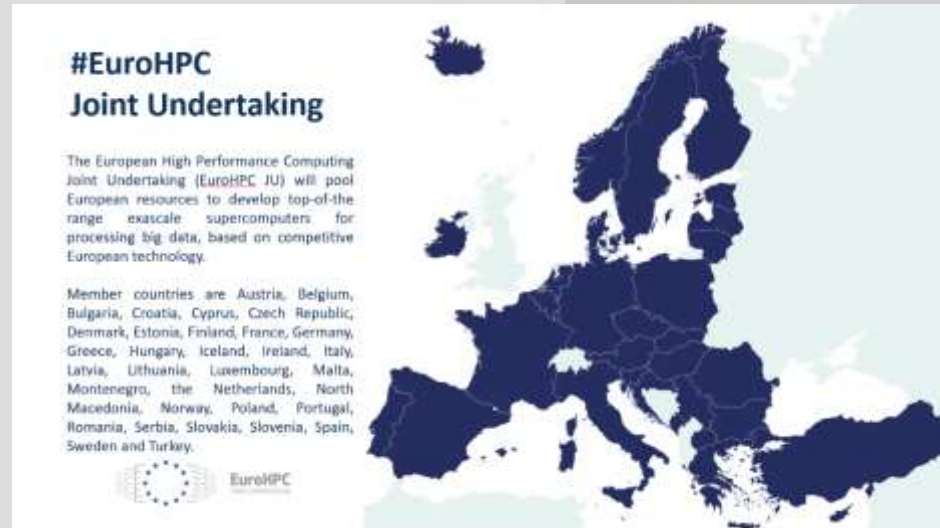 #EuroHPC
Joint Undertaking
The European High Performance Computing
Joint Undertaking (EuroHPC JU) will pool
European resources to develop top-of-the
range exascale supercomputers for
processing big data, based on competitive
European technology.
Member countries are Austria, Belgium,
Bulgaria, Croatia, Cyprus, Czech Republic,
Denmark, Estonia, Finland, France, Germany,
Greece, Hungary, Iceland, Ireland, Italy,
Latvia, Lithuania, Luxembourg, Malta,
Montenegro, the Netherlands, North
Macedonia, Norway, Poland, Portugal,
Romania, Serbia, Slovakia, Slovenia, Spain,
Sweden and Turkey.
EuroHPC